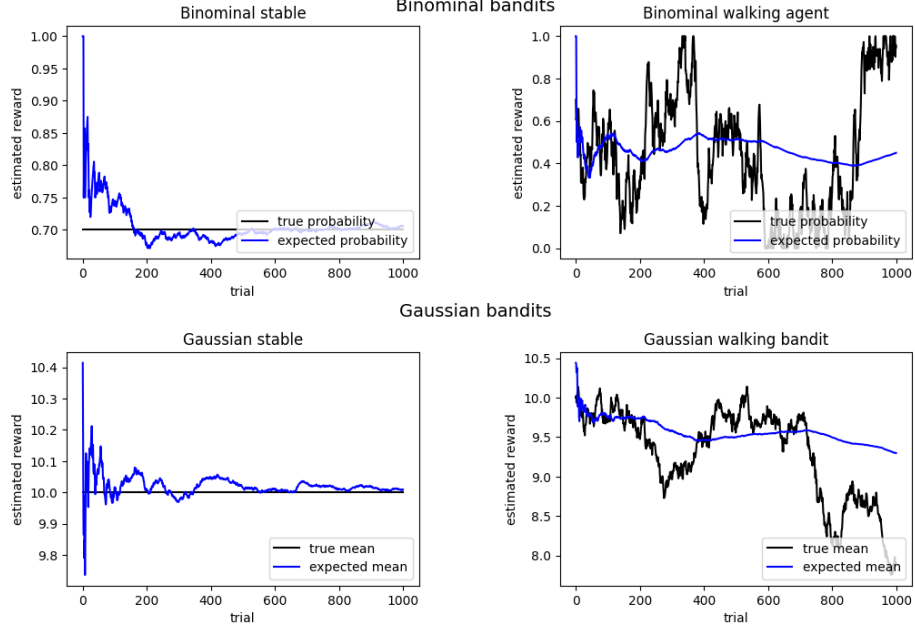 Binominal bandits
Binominal stable
1.00
0.95
0.90
0.85
0.80
0.75
0.70
estimated reward
true probability
expected probability
0 200 400 600 800 1000
trial
Binominal walking agent
1.0
0.8
0.6
0.4
0.2
0.0
estimated reward
true probability
expected probability
0 200 400 600 800 1000
trial
Gaussian bandits
Gaussian stable
10.4
10.3
10.2
10.1
10.0
9.9
9.8
estimated reward
true mean
expected mean
0 200 400 600 800 1000
trial
Gaussian walking bandit
10.5
10.0
9.5
9.0
8.5
8.0
estimated reward
true mean
expected mean
0 200 400 600 800 1000
trial